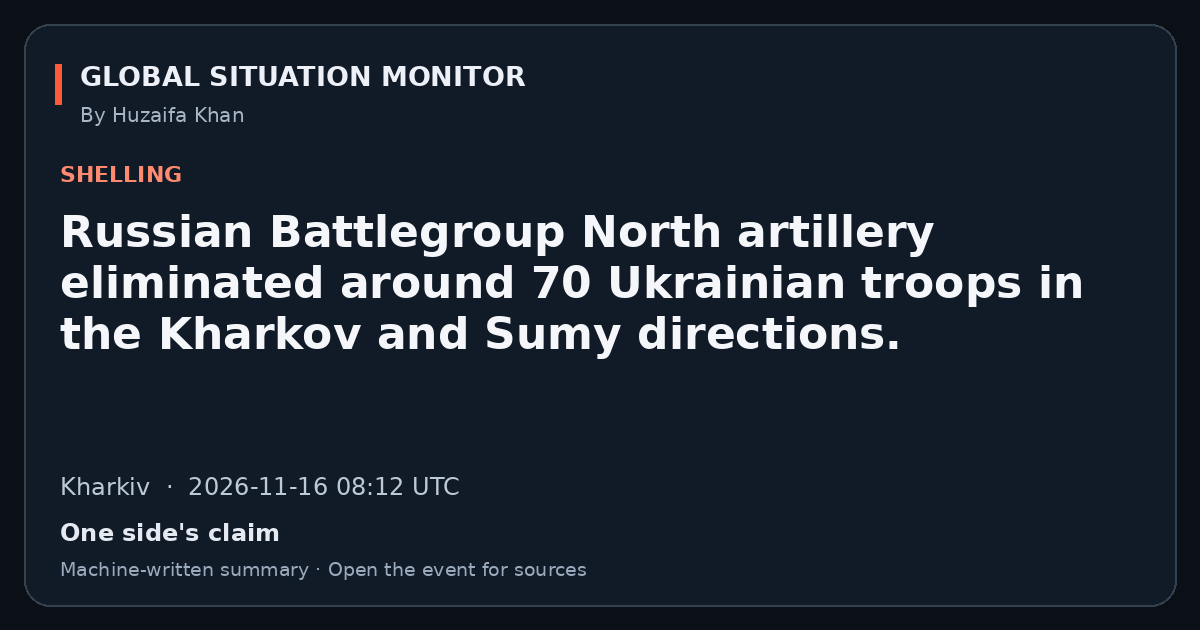 GLOBAL SITUATION MONITOR
By Huzaifa Khan
SHELLING
Russian Battlegroup North artillery
eliminated around 70 Ukrainian troops in
the Kharkov and Sumy directions.
Kharkiv · 2026-11-16 08:12 UTC
One side's claim
Machine-written summary · Open the event for sources